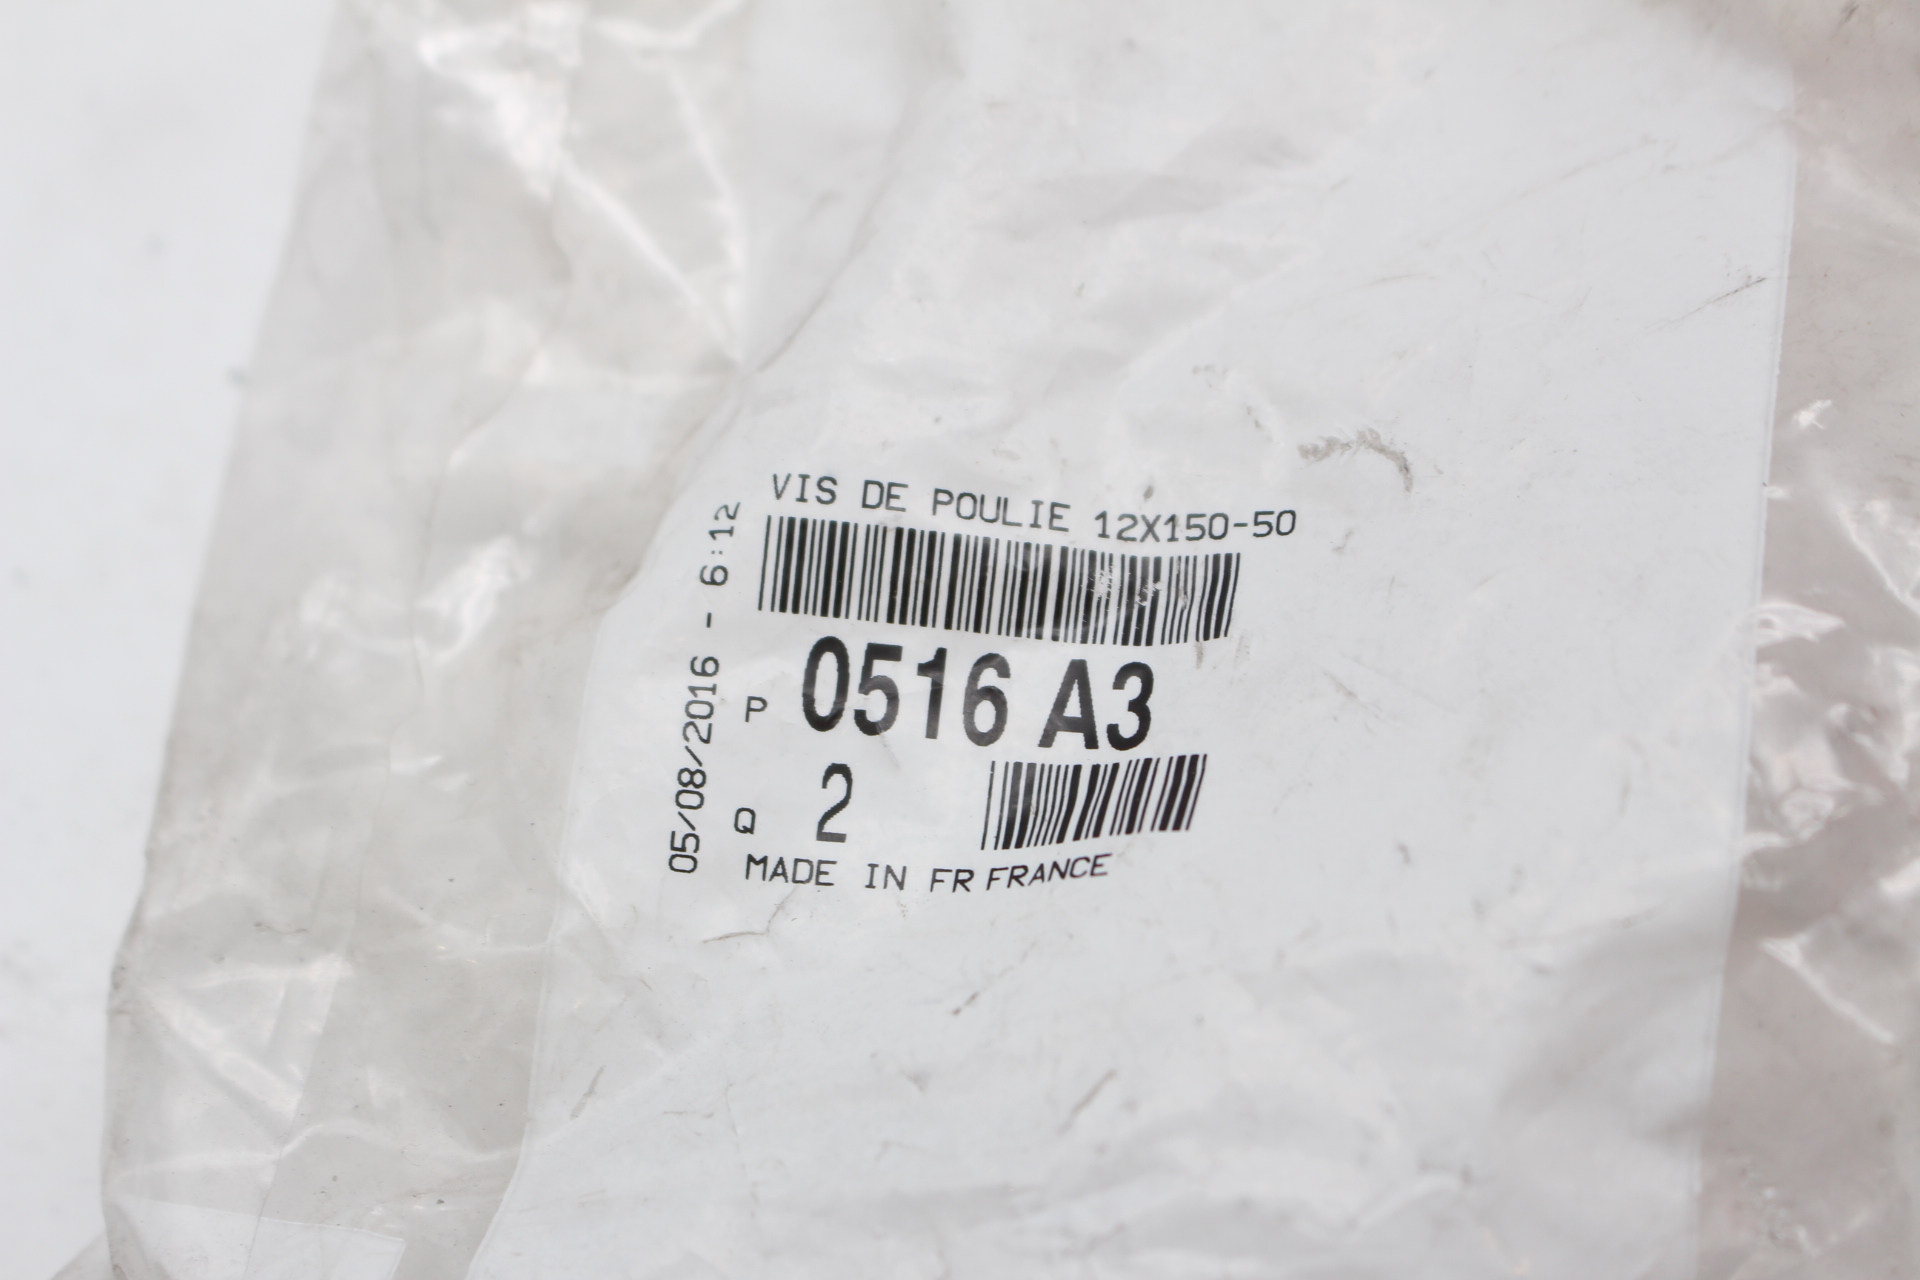 VIS DE POULIE 12X150-50
05/08/2016 - 6:12
P 0516 A3
Q 2
MADE IN FR FRANCE